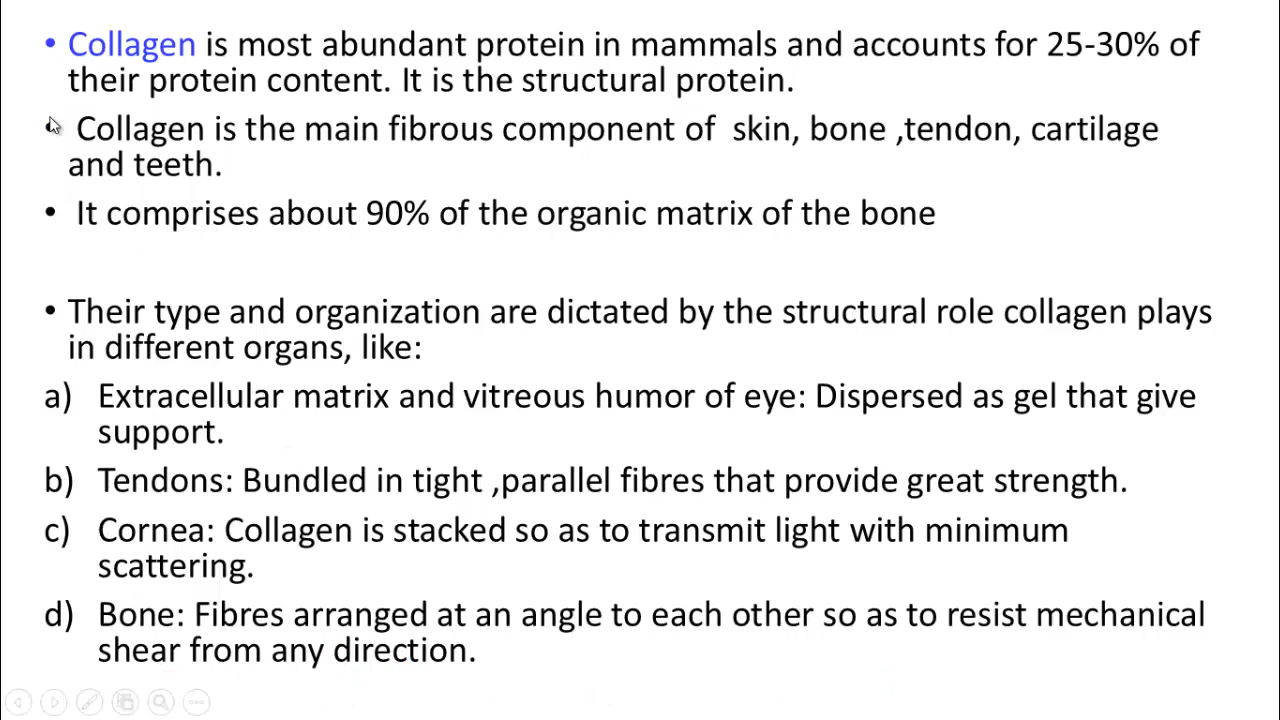 • Collagen is most abundant protein in mammals and accounts for 25-30% of
their protein content. It is the structural protein.
Collagen is the main fibrous component of  skin, bone ,tendon, cartilage
and teeth.
• It comprises about 90% of the organic matrix of the bone
• Their type and organization are dictated by the structural role collagen plays
in different organs, like:
a) Extracellular matrix and vitreous humor of eye: Dispersed as gel that give
support.
b) Tendons: Bundled in tight ,parallel fibres that provide great strength.
c) Cornea: Collagen is stacked so as to transmit light with minimum
scattering.
d) Bone: Fibres arranged at an angle to each other so as to resist mechanical
shear from any direction.